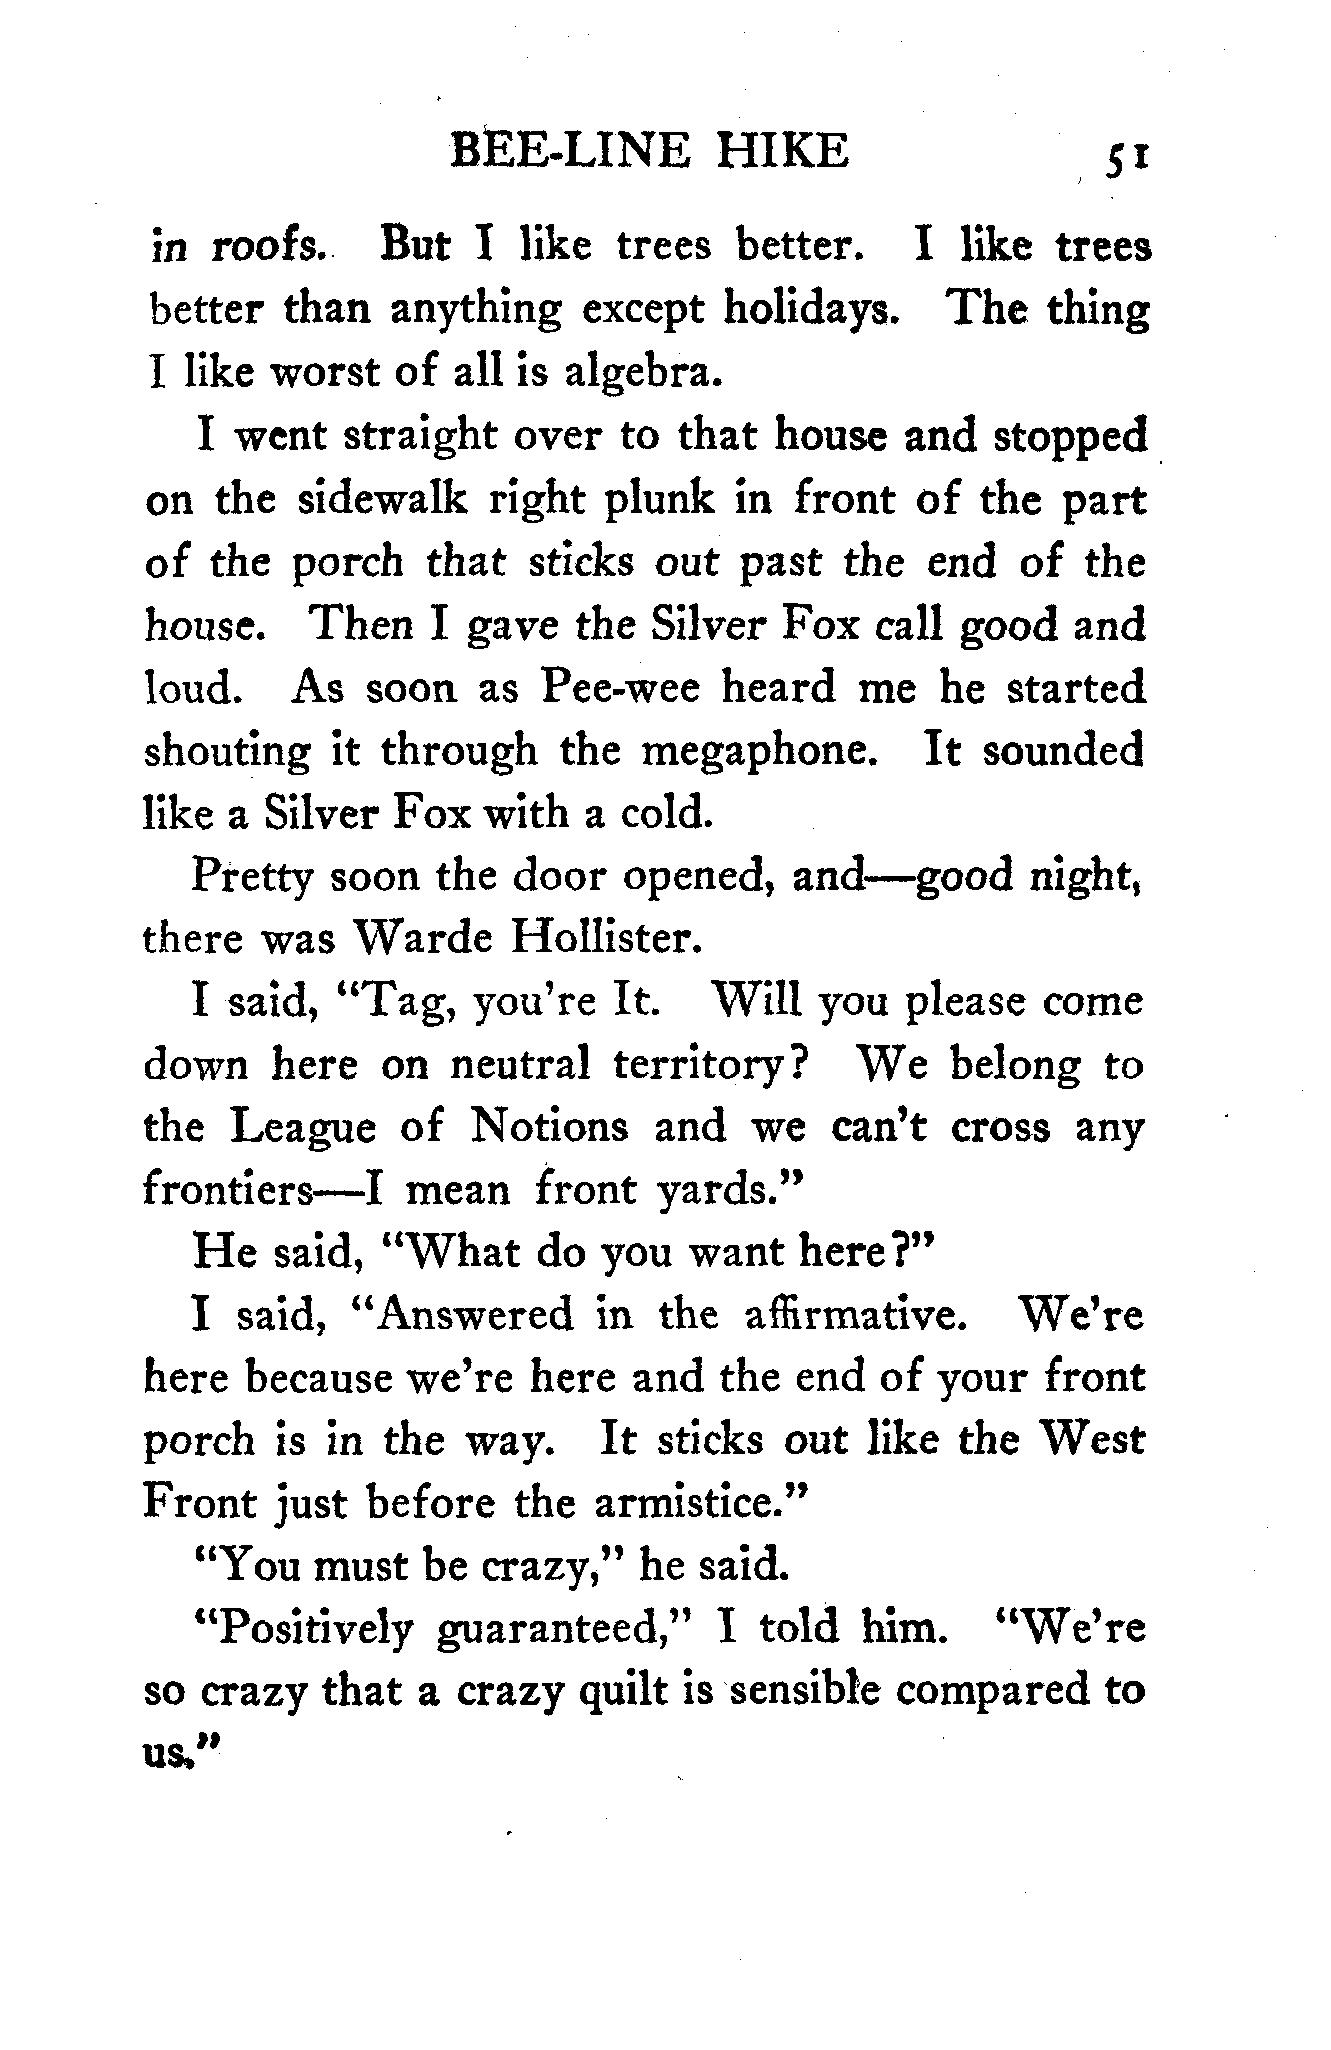 BEE-LINE HIKE 51
in roofs. But I like trees better. I like trees
better than anything except holidays. The thing
I like worst of all is algebra.
I went straight over to that house and stopped
on the sidewalk right plunk in front of the part
of the porch that sticks out past the end of the
house. Then I gave the Silver Fox call good and
loud. As soon as Pee-wee heard me he started
shouting it through the megaphone. It sounded
like a Silver Fox with a cold.
Pretty soon the door opened, and—good night,
there was Warde Hollister.
I said, “Tag, you’re It. Will you please come
down here on neutral territory? We belong to
the League of Notions and we can’t cross any
frontiers—I mean front yards.”
He said, “What do you want here?”
I said, “Answered in the affirmative. We’re
here because we’re here and the end of your front
porch is in the way. It sticks out like the West
Front just before the armistice.”
“You must be crazy,” he said.
“Positively guaranteed,” I told him. “We’re
so crazy that a crazy quilt is sensible compared to
us.”